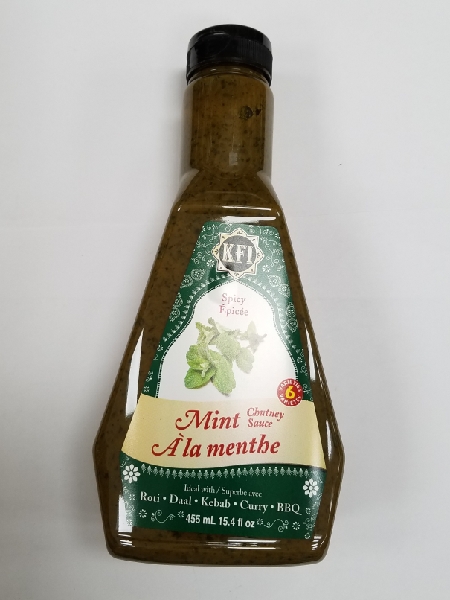 KFI
Spicy
Épicée
6
Mint Chutney Sauce
À la menthe
Ideal with / Superbe avec
Roti • Daal • Kebab • Curry • BBQ
455 mL 15.4 fl oz